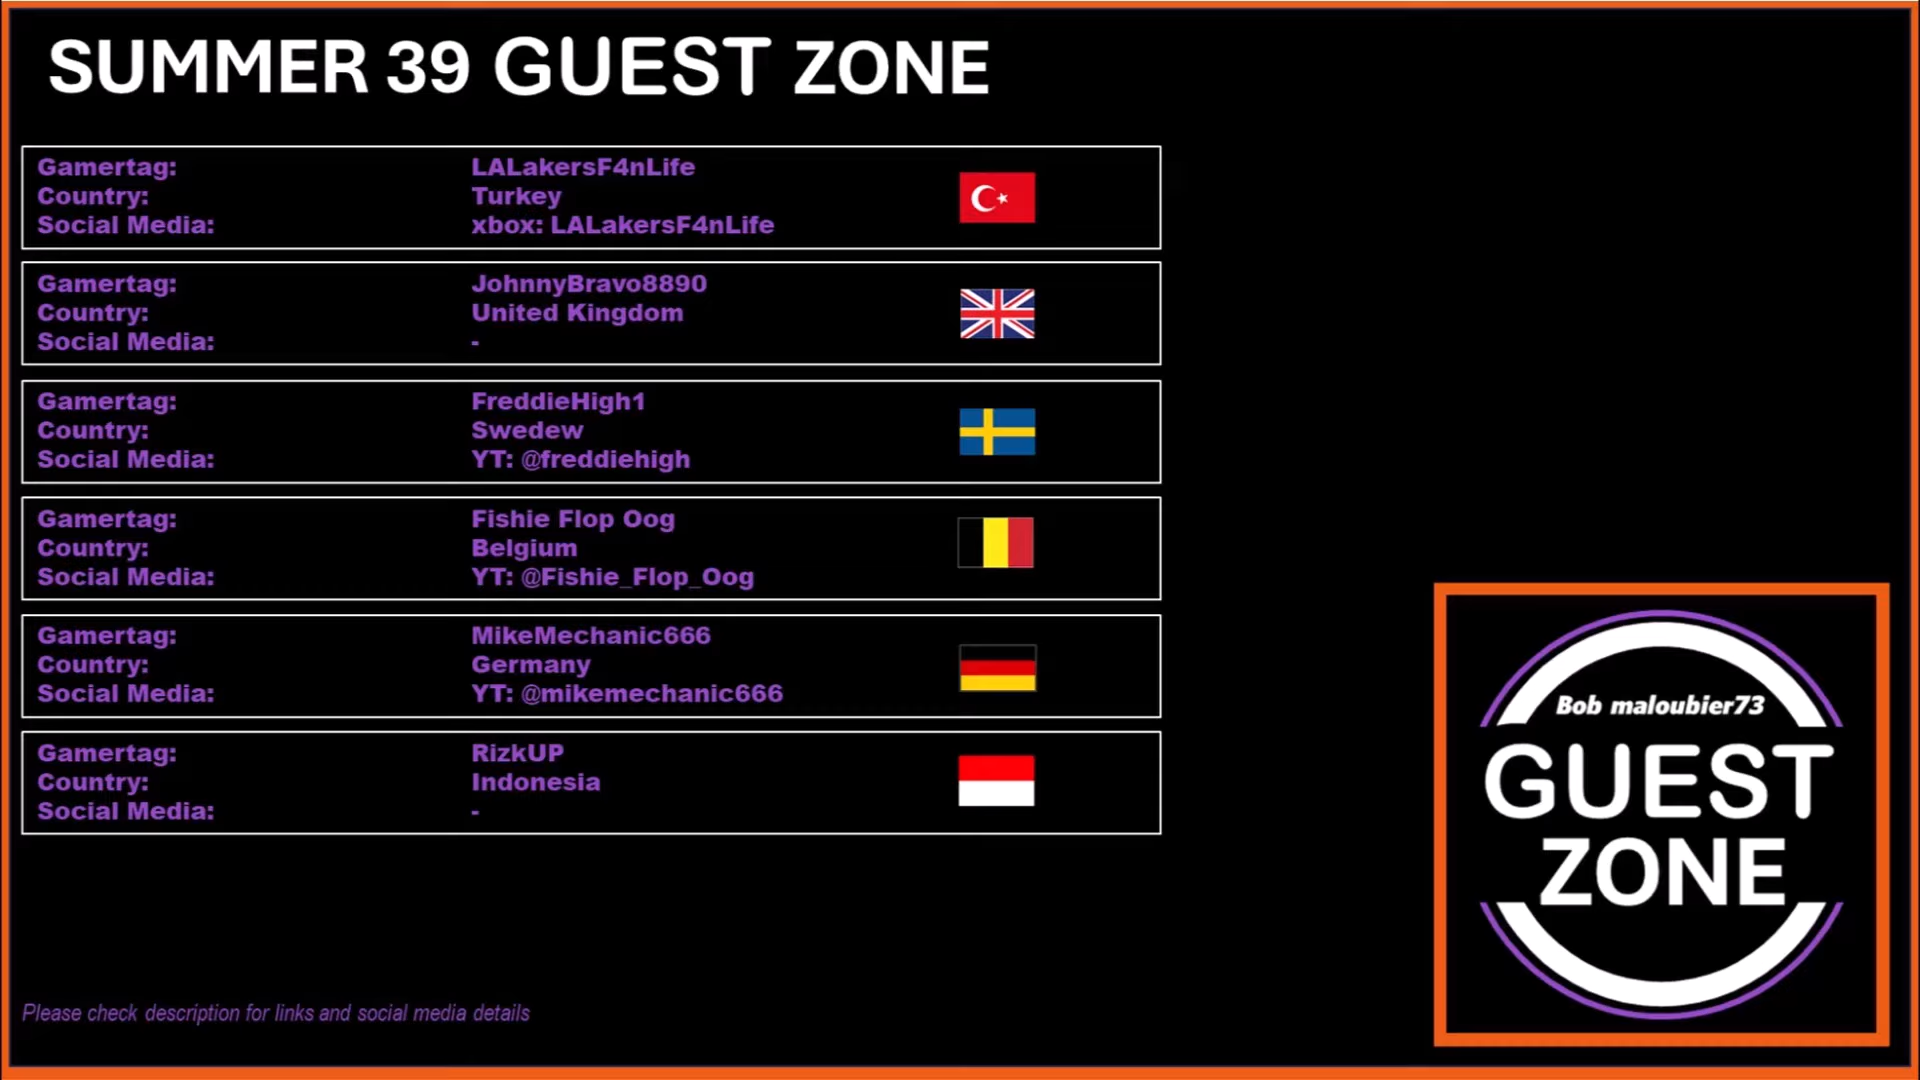 SUMMER 39 GUEST ZONE
Gamertag: LALakersF4nLife
Country: Turkey
Social Media: xbox: LALakersF4nLife
Gamertag: JohnnyBravo8890
Country: United Kingdom
Social Media: -
Gamertag: FreddieHigh1
Country: Swedew
Social Media: YT: @freddiehigh
Gamertag: Fishie Flop Oog
Country: Belgium
Social Media: YT: @Fishie_Flop_Oog
Gamertag: MikeMechanic666
Country: Germany
Social Media: YT: @mikemechanic666
Gamertag: RizkUP
Country: Indonesia
Social Media: -
Bob maloubier73
GUEST
ZONE
Please check description for links and social media details